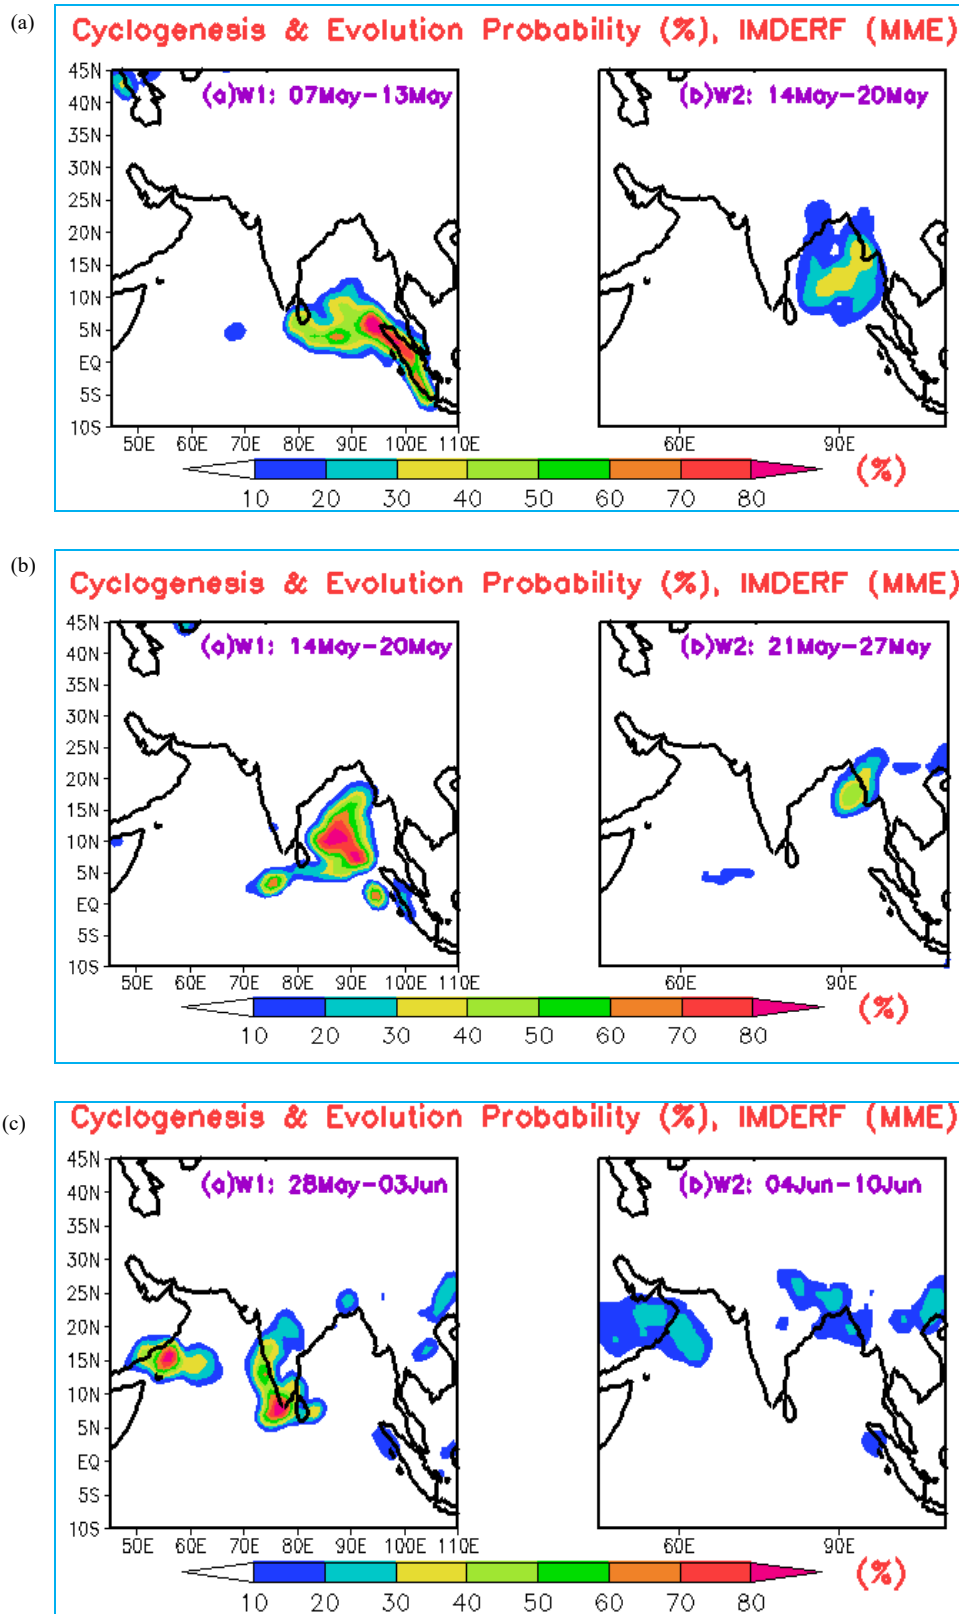 (a)
Cyclogenesis & Evolution Probability (%), IMDERF (MME)
(a)W1: 07May-13May
45N
40N
35N
30N
25N
20N
15N
10N
5N
EQ
5S
10S
50E 60E 70E 80E 90E 100E 110E
(b)W2: 14May-20May
60E 90E
10 20 30 40 50 60 70 80
(%)
(b)
Cyclogenesis & Evolution Probability (%), IMDERF (MME)
(a)W1: 14May-20May
45N
40N
35N
30N
25N
20N
15N
10N
5N
EQ
5S
10S
50E 60E 70E 80E 90E 100E 110E
(b)W2: 21May-27May
60E 90E
10 20 30 40 50 60 70 80
(%)
(c)
Cyclogenesis & Evolution Probability (%), IMDERF (MME)
(a)W1: 28May-03Jun
45N
40N
35N
30N
25N
20N
15N
10N
5N
EQ
5S
10S
50E 60E 70E 80E 90E 100E 110E
(b)W2: 04Jun-10Jun
60E 90E
10 20 30 40 50 60 70 80
(%)